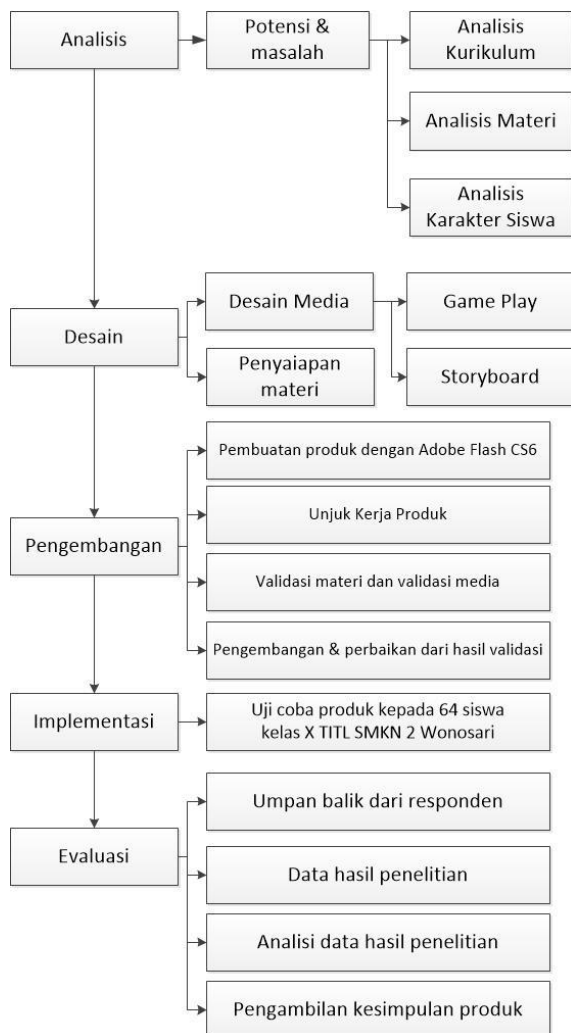 Analisis
Potensi &
masalah
Analisis
Kurikulum
Analisis Materi
Analisis
Karakter Siswa
Desain
Desain Media
Game Play
Penyaiapan
materi
Storyboard
Pengembangan
Pembuatan produk dengan Adobe Flash CS6
Unjuk Kerja Produk
Validasi materi dan validasi media
Pengembangan & perbaikan dari hasil validasi
Implementasi
Uji coba produk kepada 64 siswa
kelas X TITL SMKN 2 Wonosari
Evaluasi
Umpan balik dari responden
Data hasil penelitian
Analisi data hasil penelitian
Pengambilan kesimpulan produk